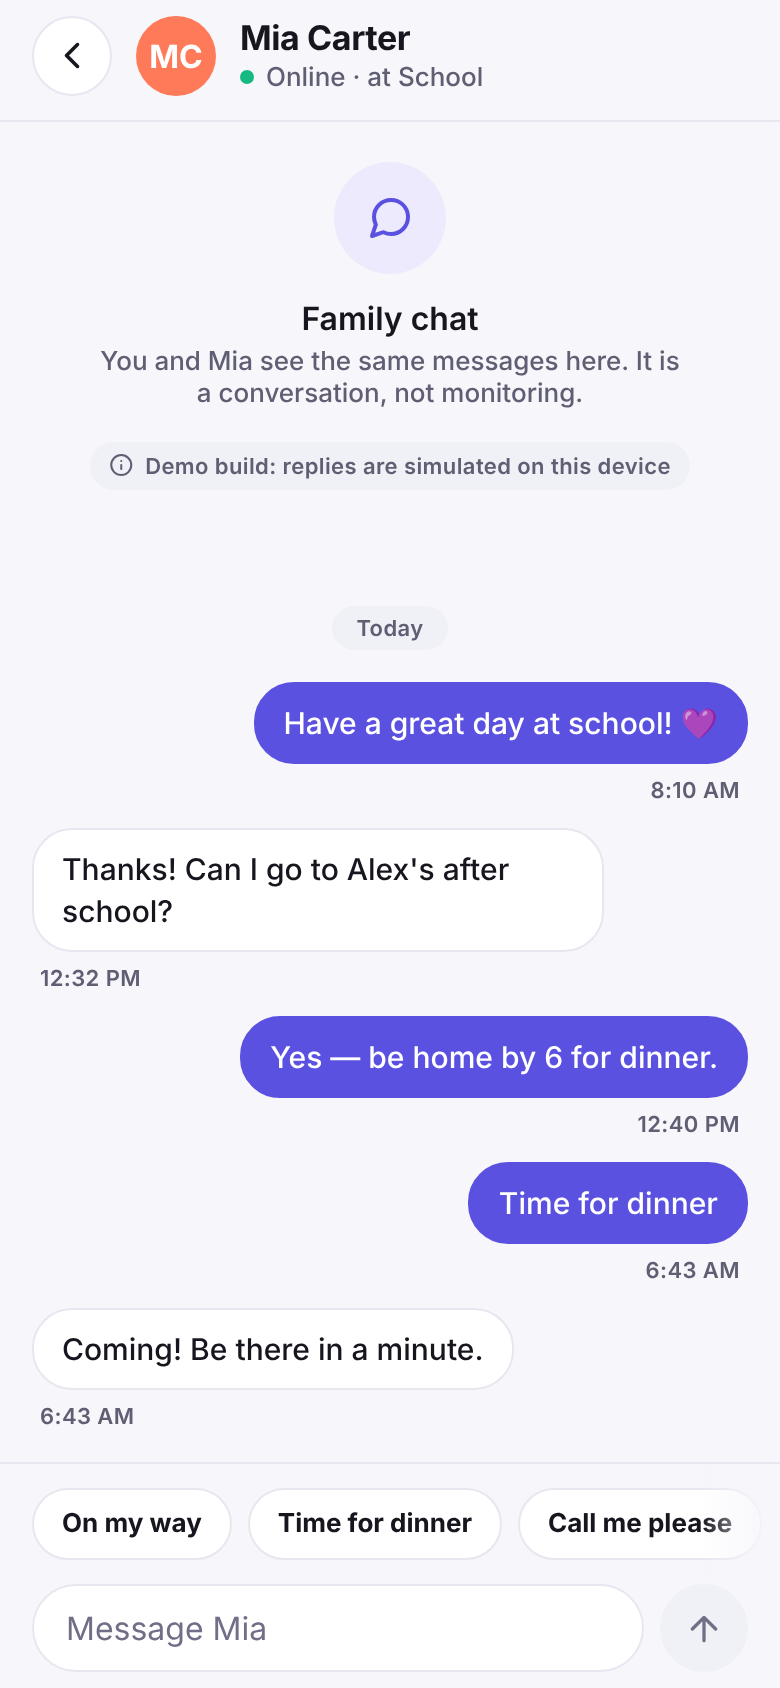 MC
Mia Carter
Online · at School
Family chat
You and Mia see the same messages here. It is
a conversation, not monitoring.
Demo build: replies are simulated on this device
Today
Have a great day at school! 💜
8:10 AM
Thanks! Can I go to Alex's after
school?
12:32 PM
Yes — be home by 6 for dinner.
12:40 PM
Time for dinner
6:43 AM
Coming! Be there in a minute.
6:43 AM
On my way
Time for dinner
Call me please
Message Mia